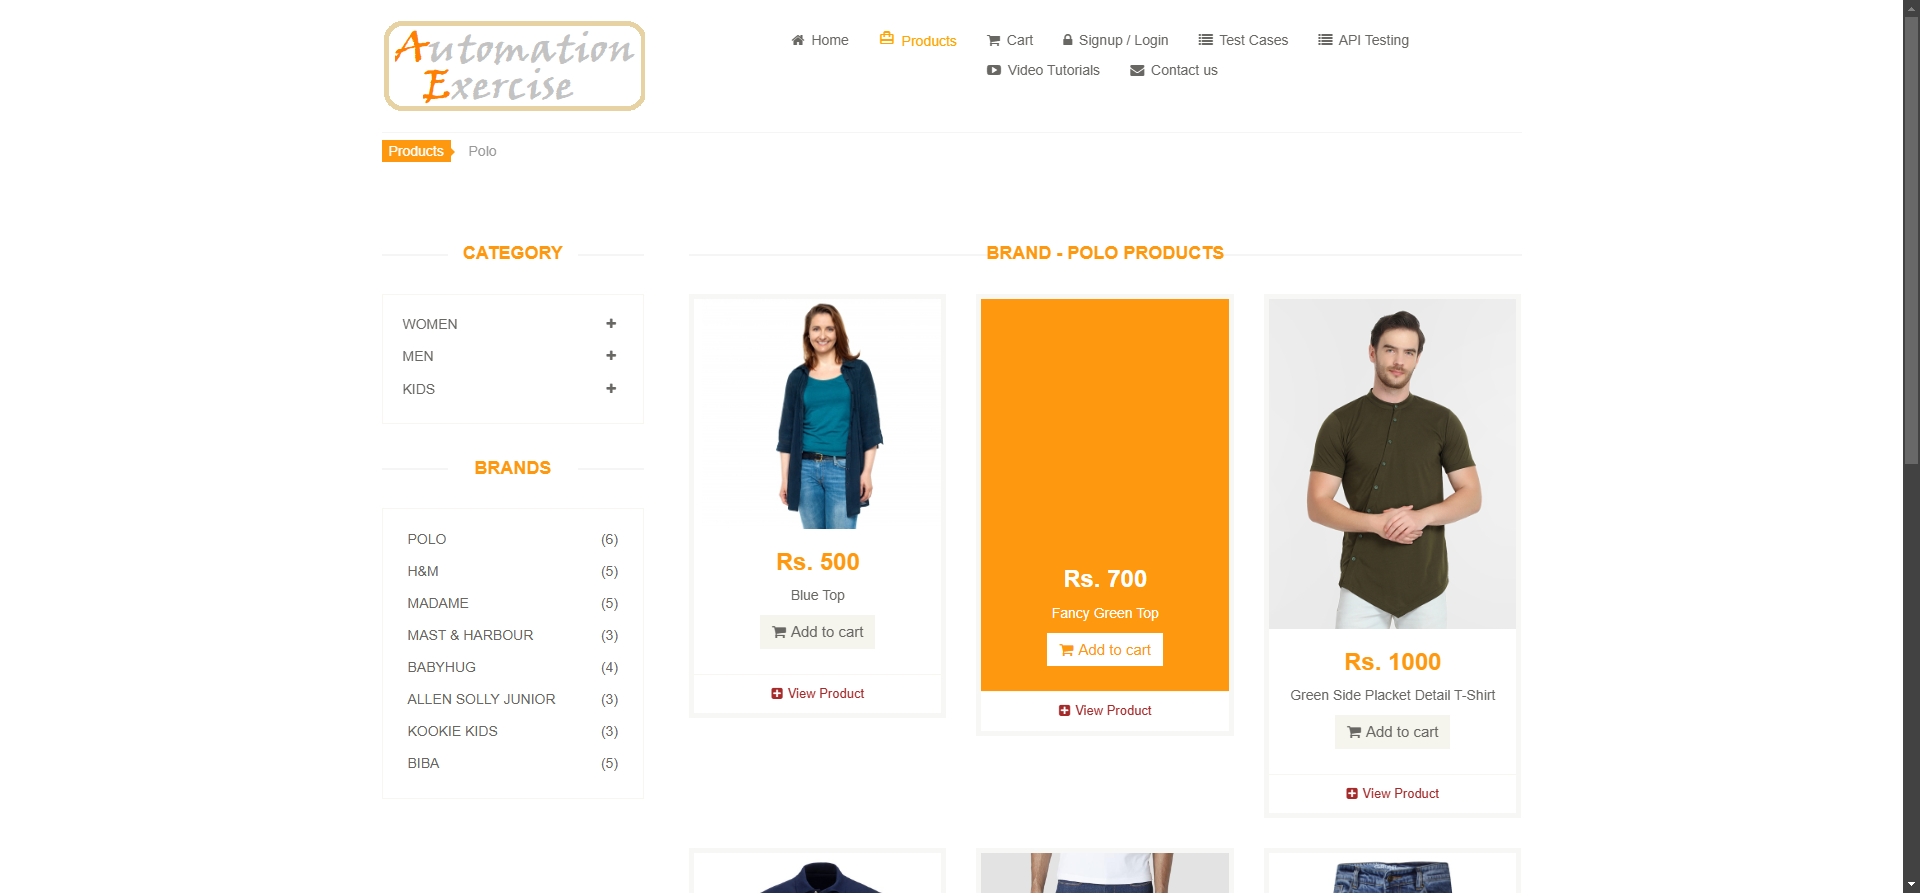 Automation
Exercise
Home
Products
Cart
Signup / Login
Test Cases
API Testing
Video Tutorials
Contact us
Products
Polo
CATEGORY
WOMEN
MEN
KIDS
BRANDS
POLO (6)
H&M (5)
MADAME (5)
MAST & HARBOUR (3)
BABYHUG (4)
ALLEN SOLLY JUNIOR (3)
KOOKIE KIDS (3)
BIBA (5)
BRAND - POLO PRODUCTS
Rs. 500
Blue Top
Add to cart
View Product
Rs. 700
Fancy Green Top
Add to cart
View Product
Rs. 1000
Green Side Placket Detail T-Shirt
Add to cart
View Product